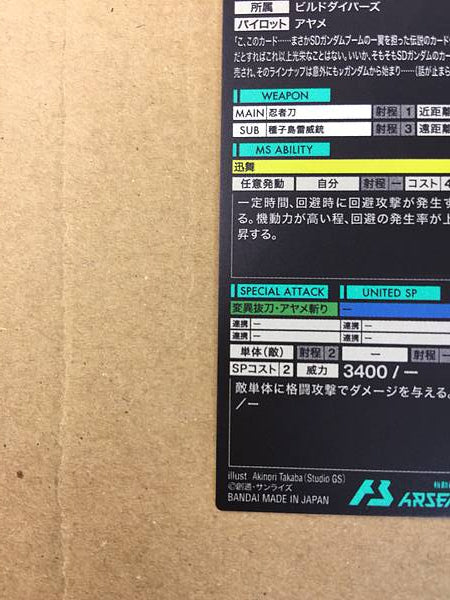 所属 ビルドダイバーズ
パイロット アヤメ
「こ、このカード……まさかSDガンダムブームの一翼を担った伝説のカード
だとすればこれ以上光栄なことはない。いいか、そもそもSDガンダムのカー
売され、そのラインナップは意外にもνガンダムから始まり……(話が止まら
WEAPON
MAIN 忍者刀 射程 1 近距離
SUB 種子島雷威銃 射程 3 遠距離
MS ABILITY
迅舞
任意発動 自分 射程 ー コスト 4
一定時間、回避時に回避攻撃が発生す
る。機動力が高い程、回避の発生率が上
昇する。
SPECIAL ATTACK UNITED SP
変異抜刀・アヤメ斬り ー
連携 ー 連携 ー
連携 ー 連携 ー
単体(敵) 射程 2 ー 射程 ー
SPコスト 2 威力 3400 / ー
敵単体に格闘攻撃でダメージを与える。
/ー
illust Akinori Takaba (Studio GS)
©創通・サンライズ
BANDAI MADE IN JAPAN
機動
ARSE